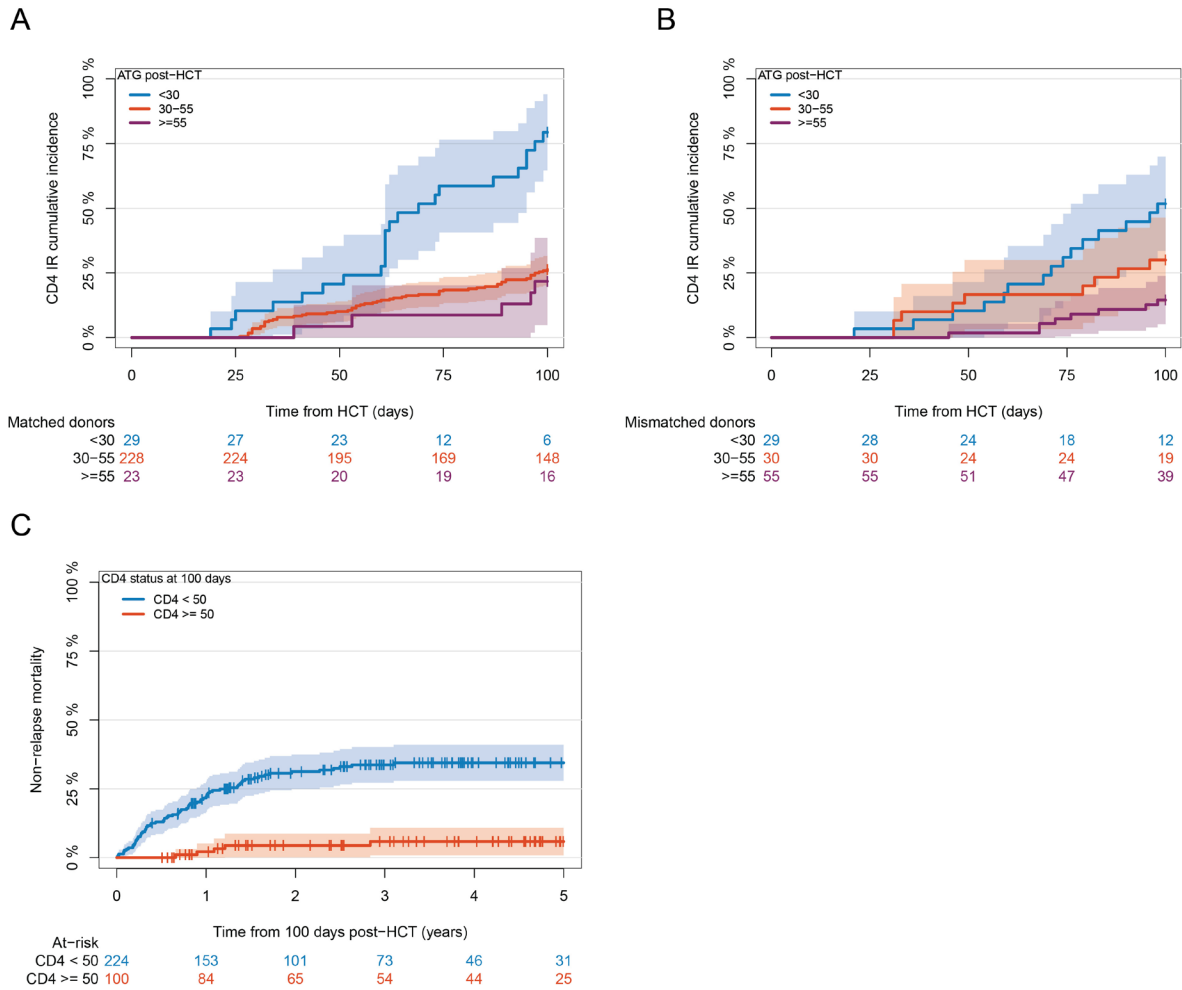 A
ATG post−HCT
<30
30−55
>=55
CD4 IR cumulative incidence
100 %
75 %
50 %
25 %
0 %
0 25 50 75 100
Time from HCT (days)
Matched donors
<30 29 27 23 12 6
30−55 228 224 195 169 148
>=55 23 23 20 19 16
B
ATG post−HCT
<30
30−55
>=55
CD4 IR cumulative incidence
100 %
75 %
50 %
25 %
0 %
0 25 50 75 100
Time from HCT (days)
Mismatched donors
<30 29 28 24 18 12
30−55 30 30 24 24 19
>=55 55 55 51 47 39
C
CD4 status at 100 days
CD4 < 50
CD4 >= 50
Non−relapse mortality
100 %
75 %
50 %
25 %
0 %
0 1 2 3 4 5
Time from 100 days post−HCT (years)
At−risk
CD4 < 50 224 153 101 73 46 31
CD4 >= 50 100 84 65 54 44 25